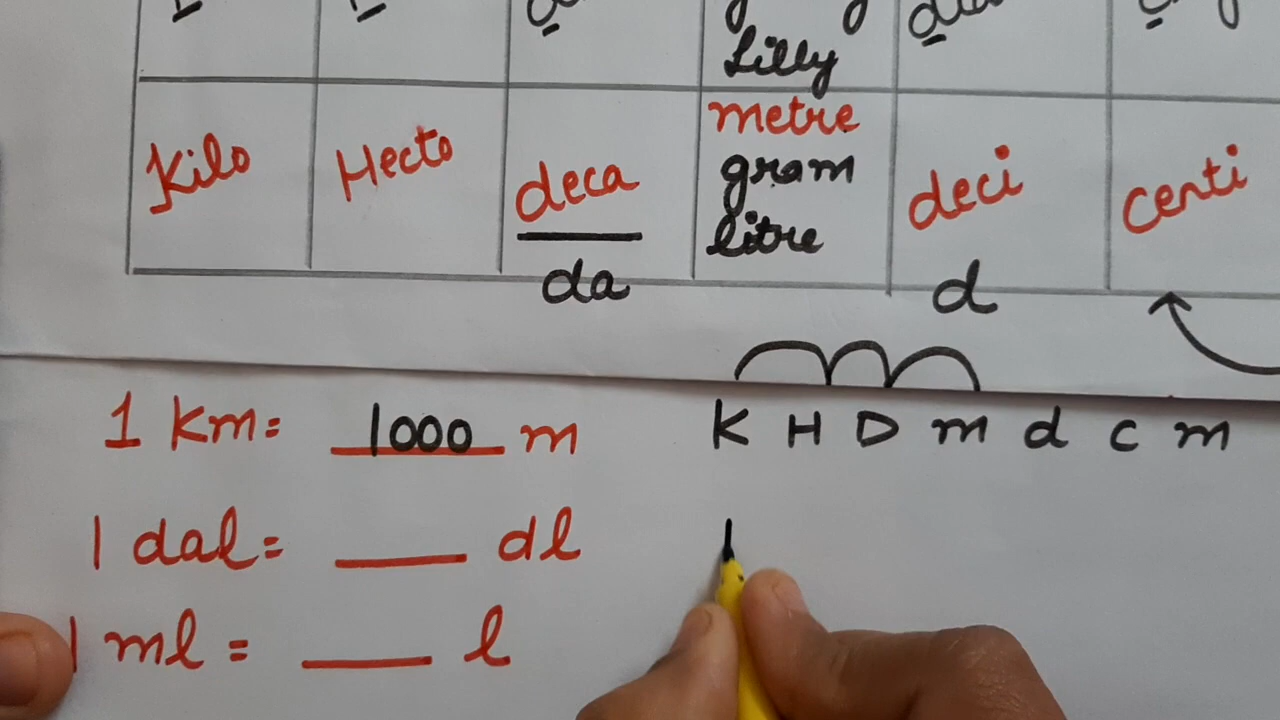 Lilly
Kilo Hecto deca metre deci centi
gram
litre
da d
1 Km = 1000 m K H D m d c m
1 dal = ___ dl
1 ml = ___ l